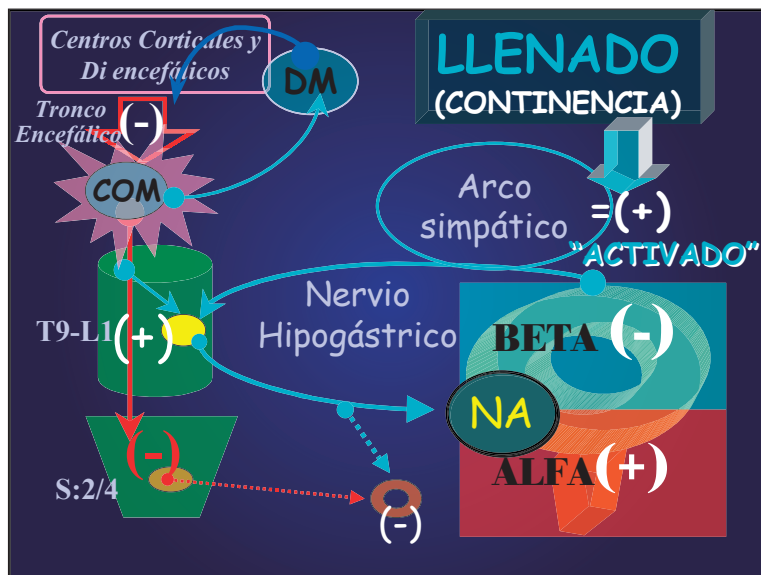 Centros Corticales y
Di encefálicos
DM
LLENADO
(CONTINENCIA)
Tronco
Encefálico
(-)
COM
Arco
simpático
=(+)
“ACTIVADO”
Nervio
Hipogástrico
T9-L1
(+)
BETA (-)
NA
ALFA (+)
(-)
S:2/4
(-)